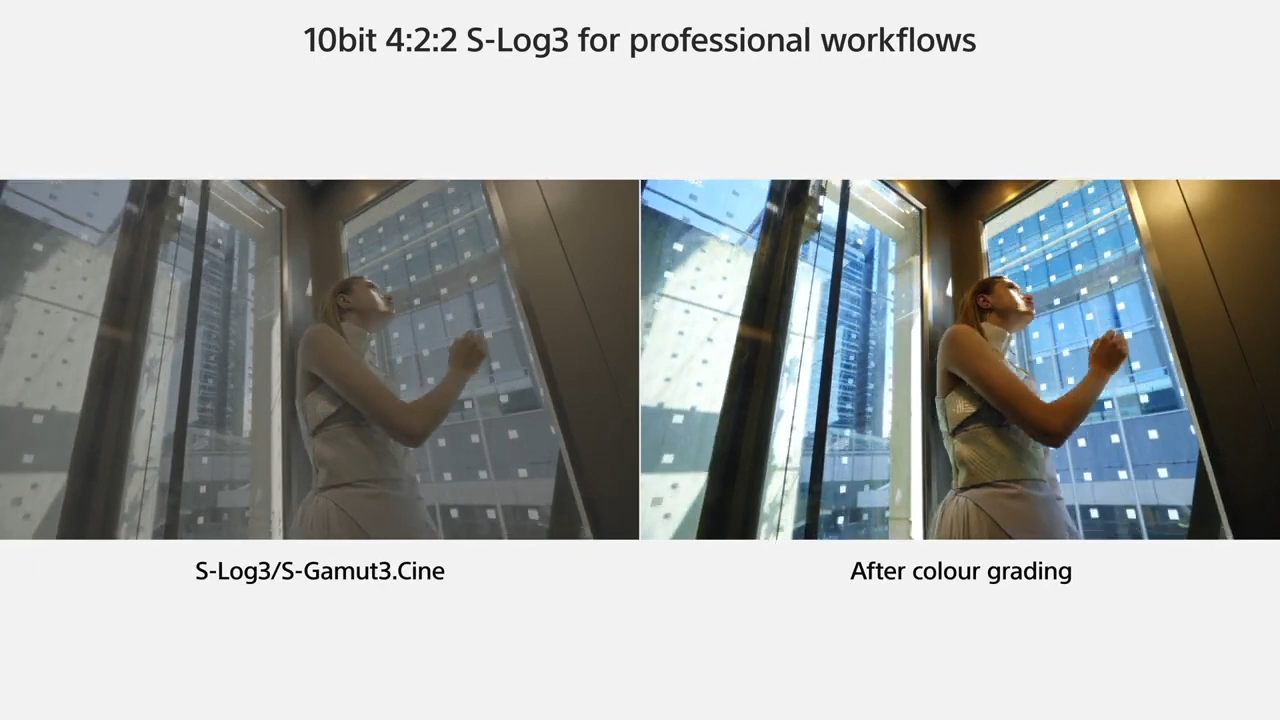 10bit 4:2:2 S-Log3 for professional workflows
S-Log3/S-Gamut3.Cine
After colour grading